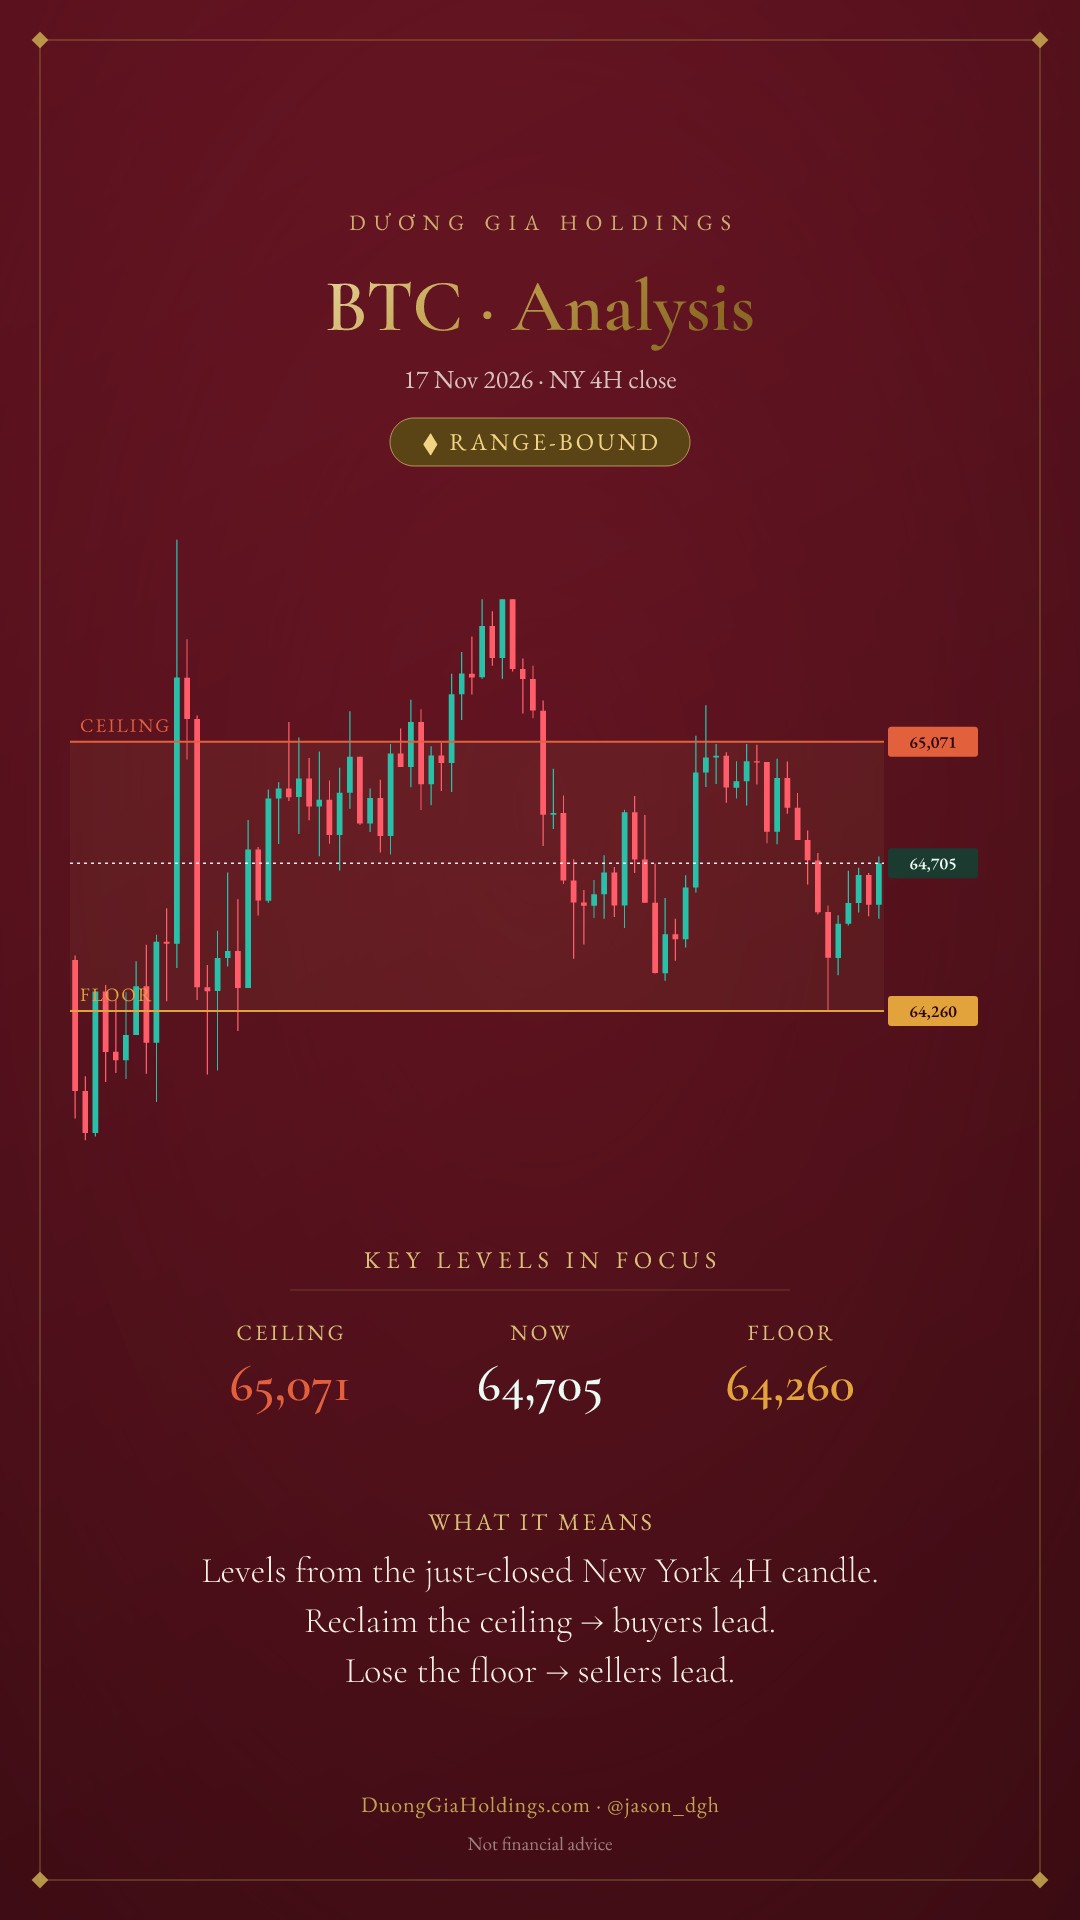 DƯƠNG GIA HOLDINGS
BTC · Analysis
17 Nov 2026 · NY 4H close
♦ RANGE-BOUND
CEILING
65,071
64,705
FLOOR
64,260
KEY LEVELS IN FOCUS
CEILING NOW FLOOR
65,071 64,705 64,260
WHAT IT MEANS
Levels from the just-closed New York 4H candle.
Reclaim the ceiling → buyers lead.
Lose the floor → sellers lead.
DuongGiaHoldings.com · @jason_dgh
Not financial advice